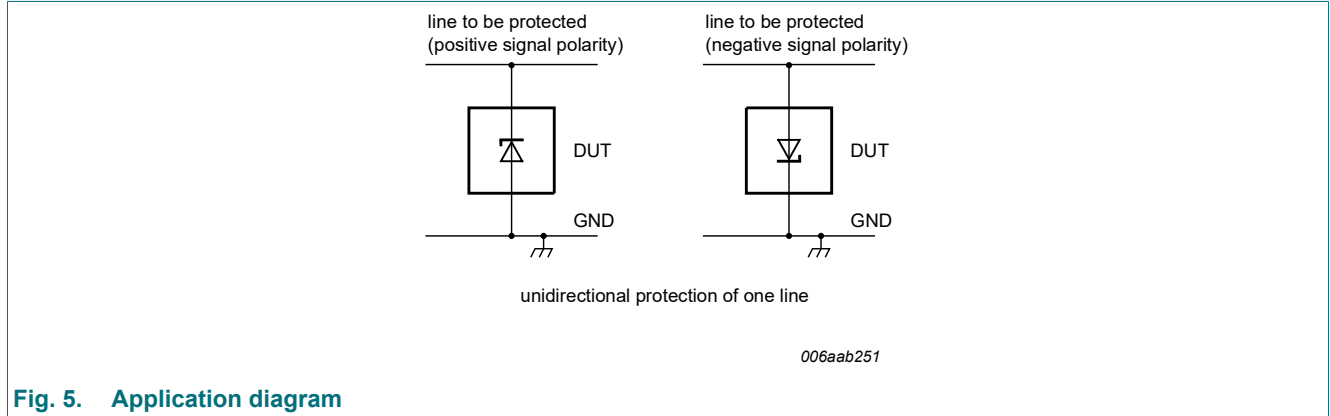 line to be protected
(positive signal polarity)
line to be protected
(negative signal polarity)
DUT
DUT
GND
GND
unidirectional protection of one line
006aab251
Fig. 5. Application diagram